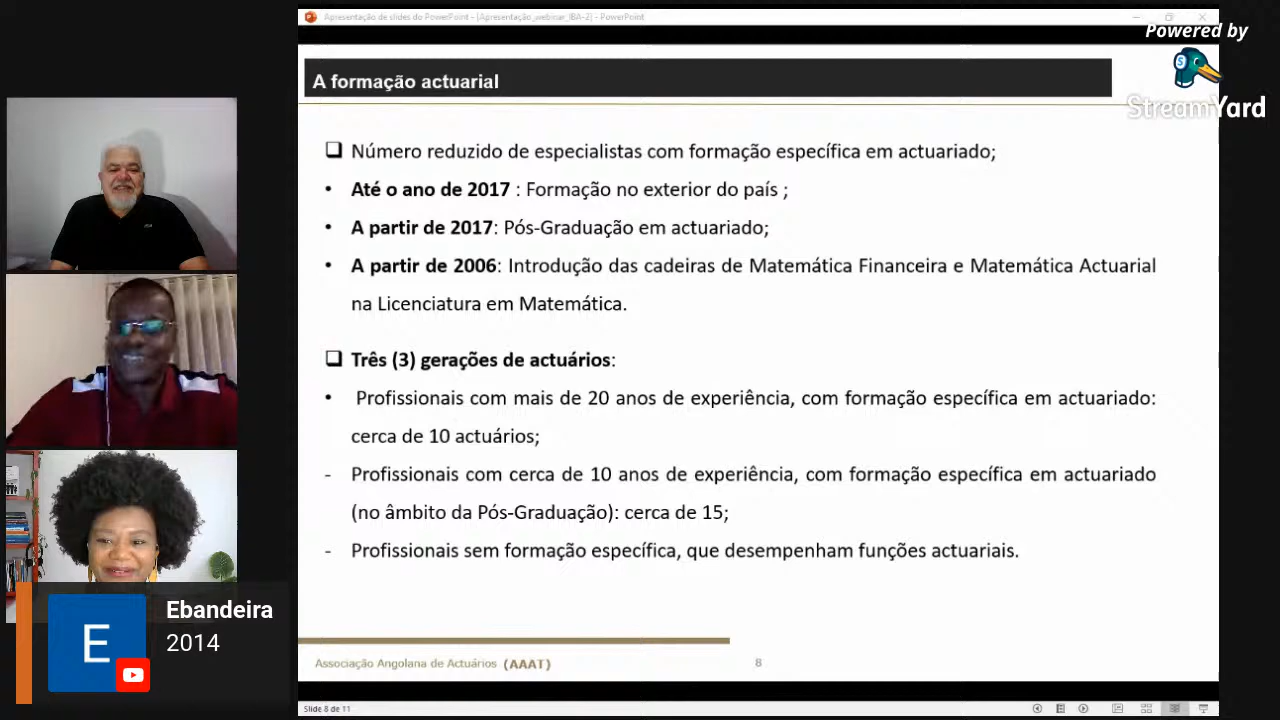 Apresentação de slides do PowerPoint - (Apresentação_webinar_IBA-2) - PowerPoint
Powered by
StreamYard
A formação actuarial
❑ Número reduzido de especialistas com formação específica em actuariado;
• Até o ano de 2017 : Formação no exterior do país ;
• A partir de 2017: Pós-Graduação em actuariado;
• A partir de 2006: Introdução das cadeiras de Matemática Financeira e Matemática Actuarial
na Licenciatura em Matemática.
❑ Três (3) gerações de actuários:
• Profissionais com mais de 20 anos de experiência, com formação específica em actuariado:
cerca de 10 actuários;
- Profissionais com cerca de 10 anos de experiência, com formação específica em actuariado
(no âmbito da Pós-Graduação): cerca de 15;
- Profissionais sem formação específica, que desempenham funções actuariais.
E
Ebandeira
2014
Associação Angolana de Actuários (AAAT)
8
Slide 8 de 11